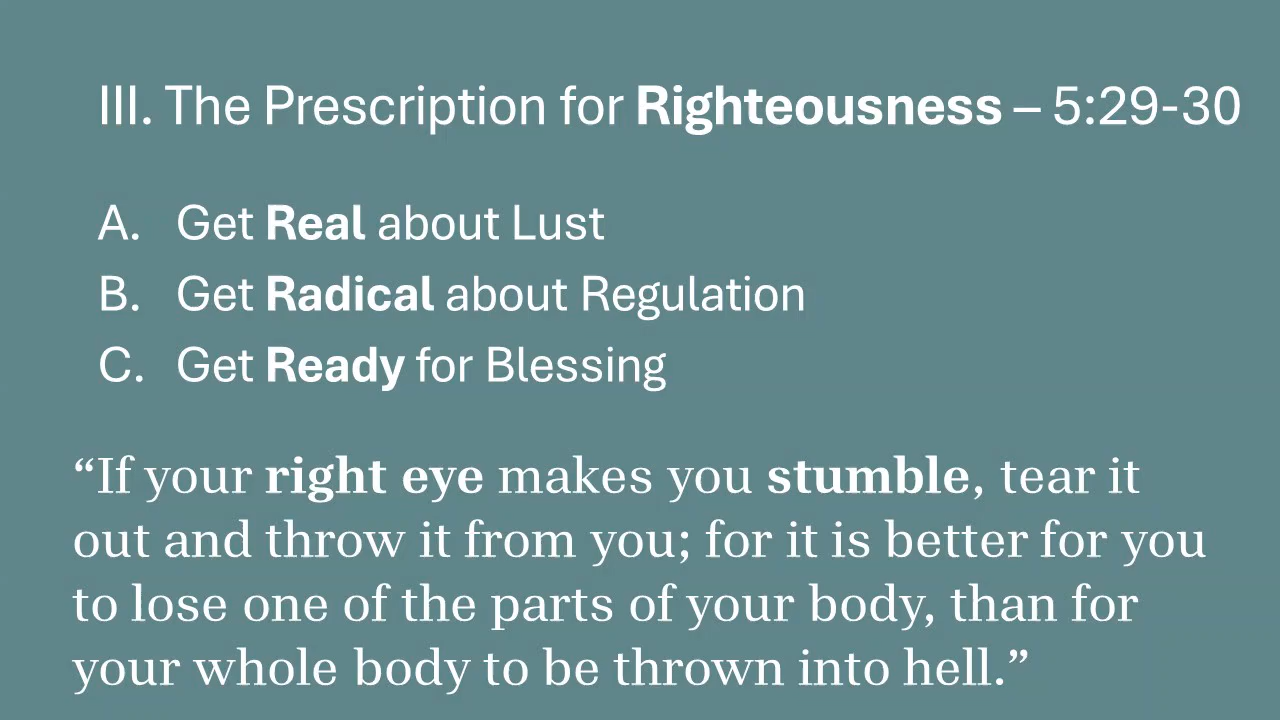 III. The Prescription for Righteousness – 5:29-30
A. Get Real about Lust
B. Get Radical about Regulation
C. Get Ready for Blessing
“If your right eye makes you stumble, tear it
out and throw it from you; for it is better for you
to lose one of the parts of your body, than for
your whole body to be thrown into hell.”